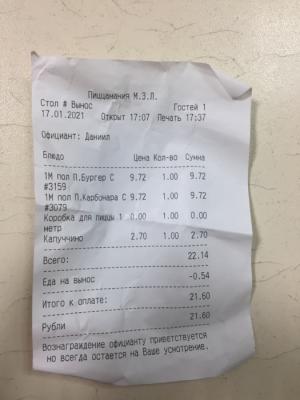 Пиццамания М.З.Л.
Стол # Вынос Гостей 1
17.01.2021 Открыт 17:07 Печать 17:37
Официант: Даниил
Блюдо Цена Кол-во Сумма
1М пол П.Бургер С 9.72 1.00 9.72
#3159
1М пол П.Карбонара С 9.72 1.00 9.72
#3079
Коробка для пиццы 1 0.00 1.00 0.00
метр
Капуччино 2.70 1.00 2.70
Всего: 22.14
Еда на вынос -0.54
Итого к оплате: 21.60
Рубли 21.60
Вознаграждение официанту приветствуется
но всегда остается на Ваше усмотрение.